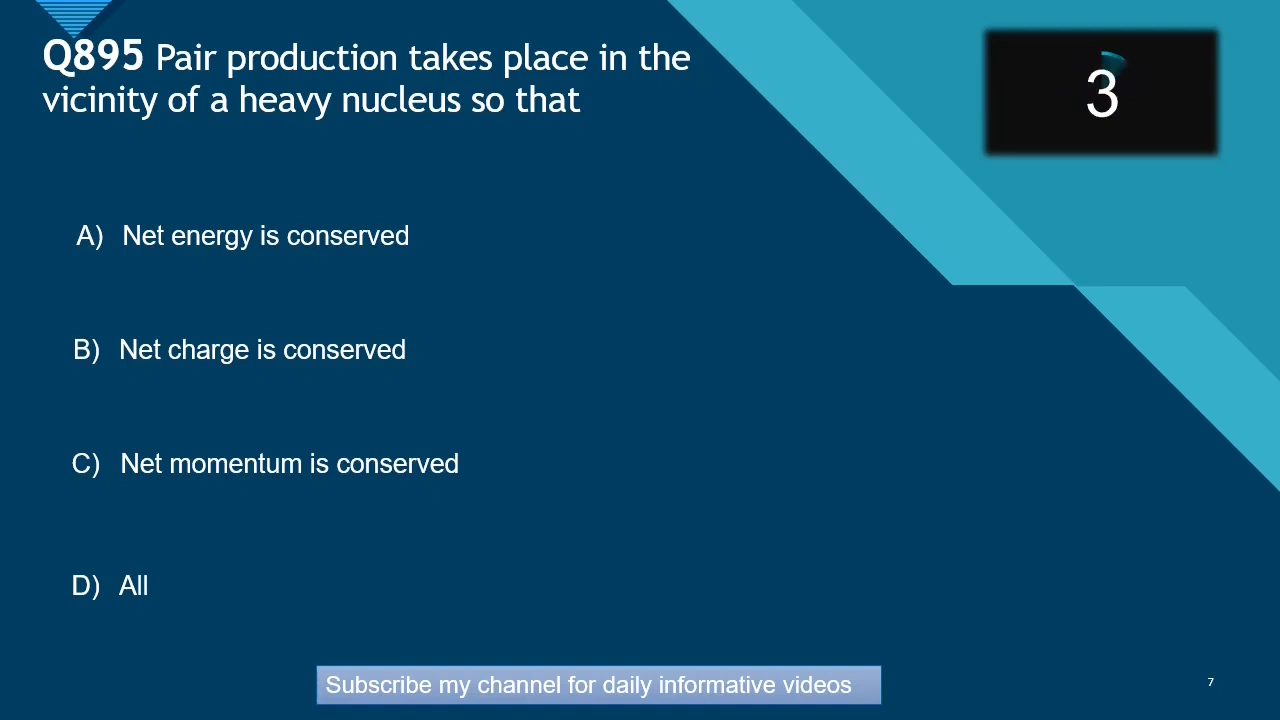 Q895 Pair production takes place in the
vicinity of a heavy nucleus so that
3
A) Net energy is conserved
B) Net charge is conserved
C) Net momentum is conserved
D) All
Subscribe my channel for daily informative videos
7